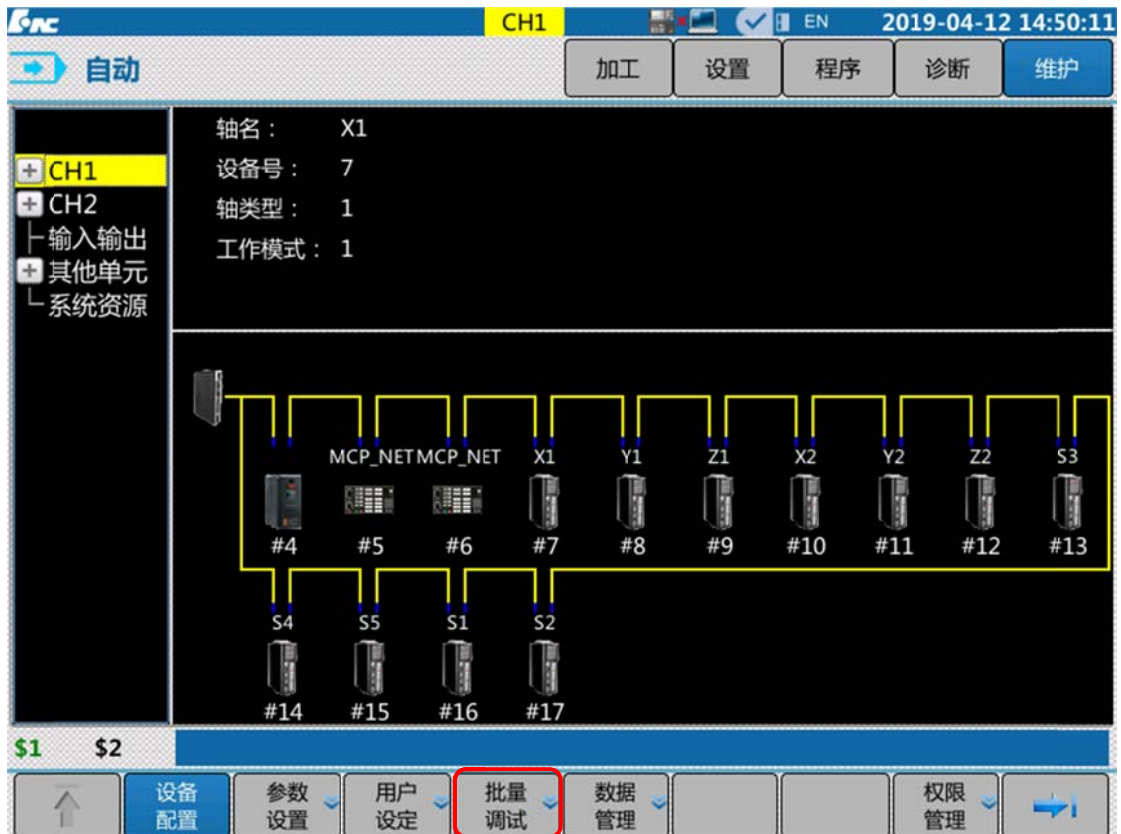 CH1 EN 2019-04-12 14:50:11
自动 加工 设置 程序 诊断 维护
轴名： X1
设备号： 7
轴类型： 1
工作模式： 1
CH1
CH2
输入输出
其他单元
系统资源
MCP_NET MCP_NET X1 Y1 Z1 X2 Y2 Z2 S3
#4 #5 #6 #7 #8 #9 #10 #11 #12 #13
S4 S5 S1 S2
#14 #15 #16 #17
$1 $2
设备 参数 用户 批量 数据 权限
配置 设置 设定 调试 管理 管理